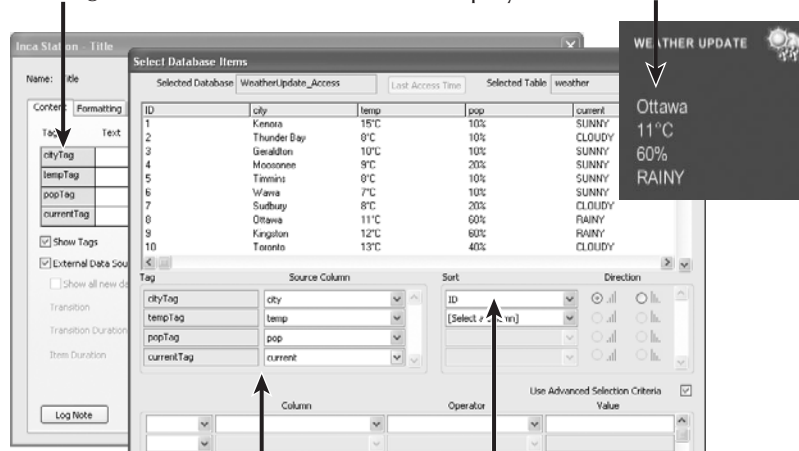 Inca Station - Title
Name: Title
Content Formatting
Tag Text
cityTag
tempTag
popTag
currentTag
Show Tags
External Data Sou
Show all new da
Transition
Transition Duration
Item Duration
Log Note
Select Database Items
Selected Database WeatherUpdate_Access Last Access Time Selected Table weather
ID city temp pop current
1 Kenora 15°C 10% SUNNY
2 Thunder Bay 8°C 10% CLOUDY
3 Geraldton 10°C 10% SUNNY
4 Moosonee 9°C 20% SUNNY
5 Timmins 8°C 10% SUNNY
6 Wawa 7°C 10% SUNNY
7 Sudbury 8°C 20% CLOUDY
8 Ottawa 11°C 60% RAINY
9 Kingston 12°C 60% RAINY
10 Toronto 13°C 40% CLOUDY
Tag Source Column Sort Direction
cityTag city ID
tempTag temp [Select a column]
popTag pop
currentTag current
Use Advanced Selection Criteria
Column Operator Value
WEATHER UPDATE
Ottawa
11°C
60%
RAINY